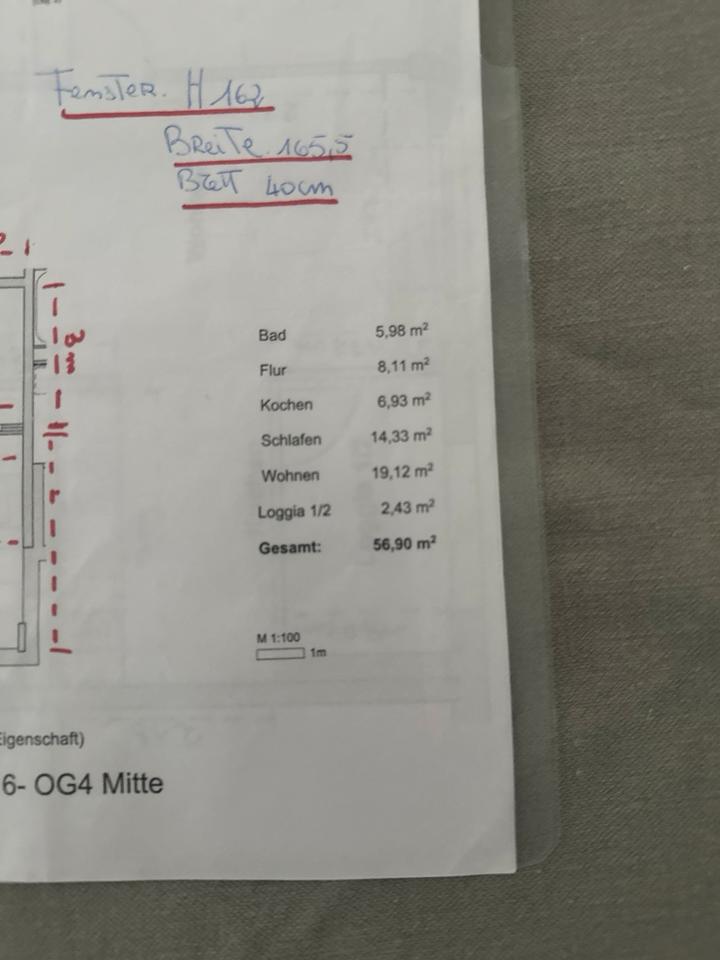 FensTER. H 162
BReiTe. 165,5
BRETT 40cm
3m
Bad 5,98 m²
Flur 8,11 m²
Kochen 6,93 m²
Schlafen 14,33 m²
Wohnen 19,12 m²
Loggia 1/2 2,43 m²
Gesamt: 56,90 m²
M 1:100
1m
Eigenschaft)
6- OG4 Mitte